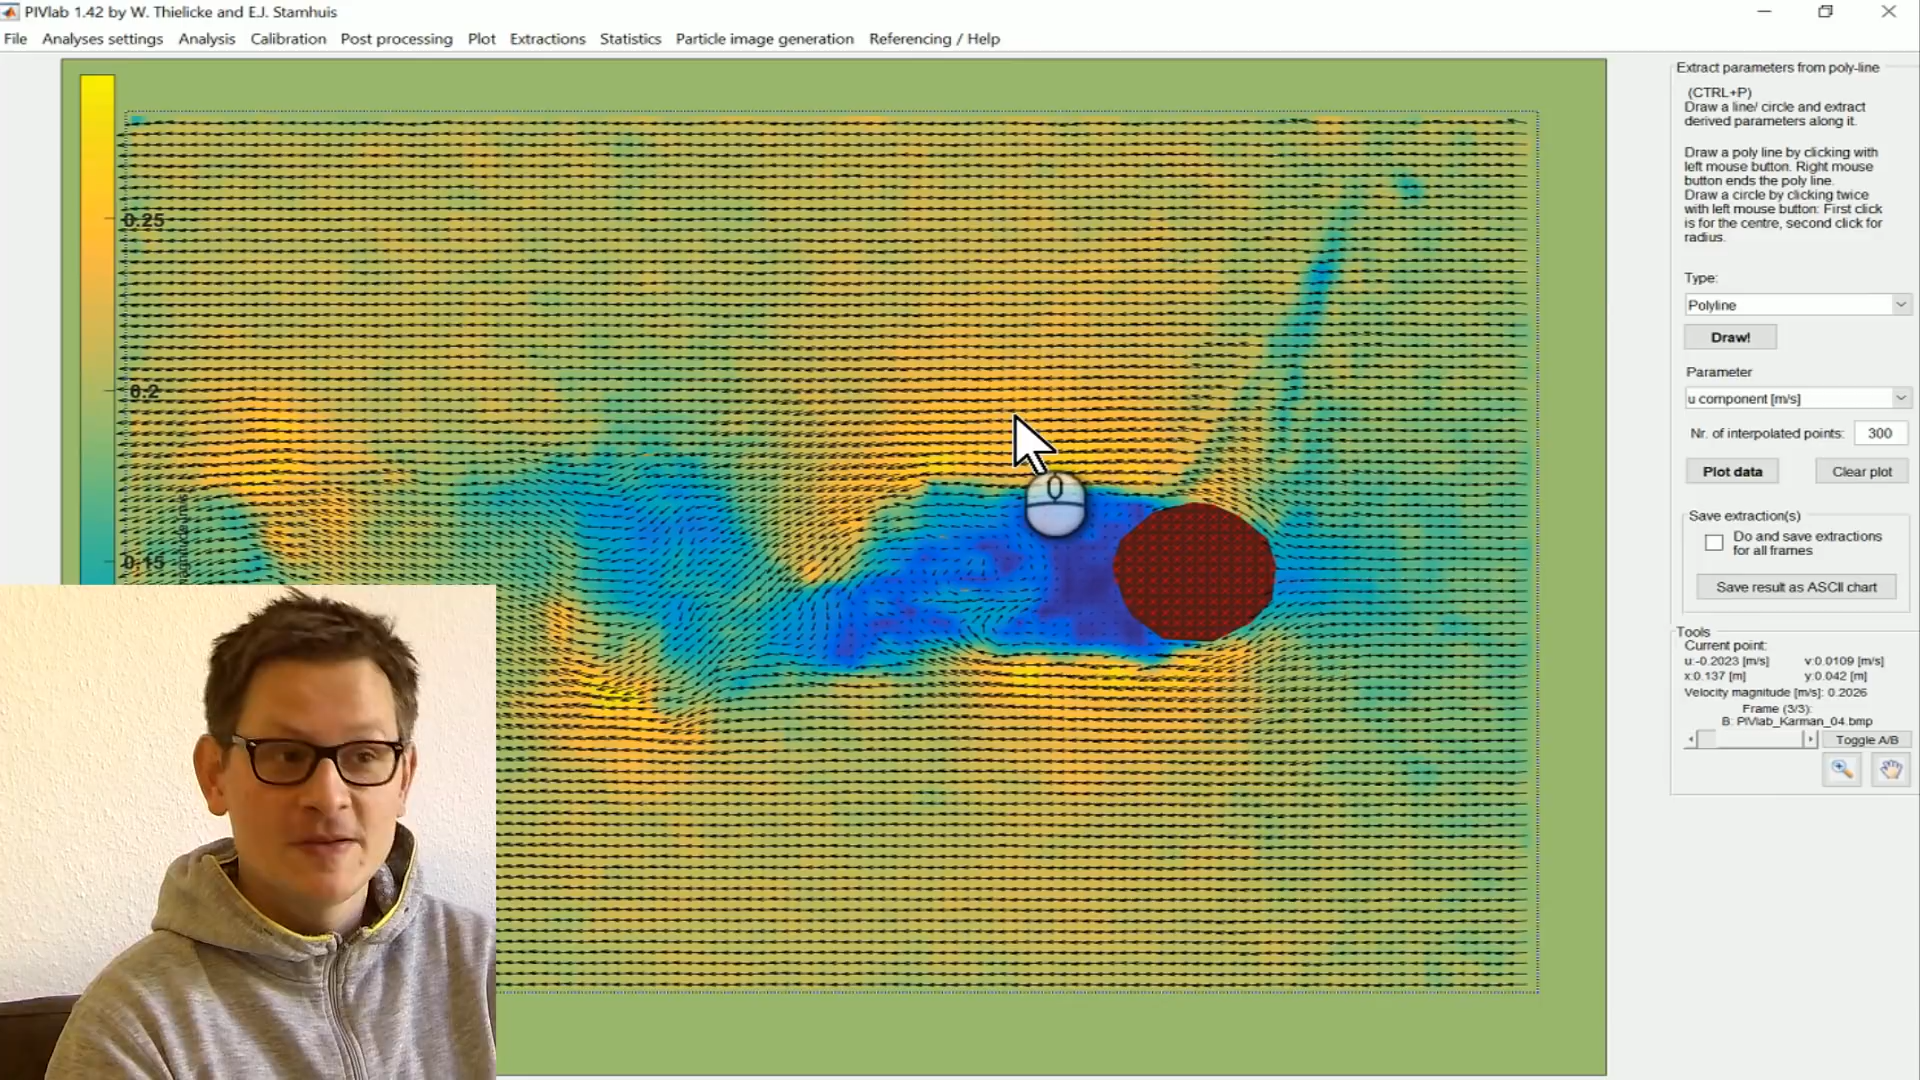 PIVlab 1.42 by W. Thielicke and E.J. Stamhuis
File Analyses settings Analysis Calibration Post processing Plot Extractions Statistics Particle image generation Referencing / Help
0.25
0.2
0.15
Extract parameters from poly-line
(CTRL+P)
Draw a line/ circle and extract
derived parameters along it.
Draw a poly line by clicking with
left mouse button. Right mouse
button ends the poly line.
Draw a circle by clicking twice
with left mouse button: First click
is for the centre, second click for
radius.
Type:
Polyline
Draw!
Parameter
u component [m/s]
Nr. of interpolated points: 300
Plot data Clear plot
Save extraction(s)
Do and save extractions
for all frames
Save result as ASCII chart
Tools
Current point:
u:-0.2023 [m/s] v:0.0109 [m/s]
x:0.137 [m] y:0.042 [m]
Velocity magnitude [m/s]: 0.2026
Frame (3/3):
B: PIVlab_Karman_04.bmp
Toggle A/B